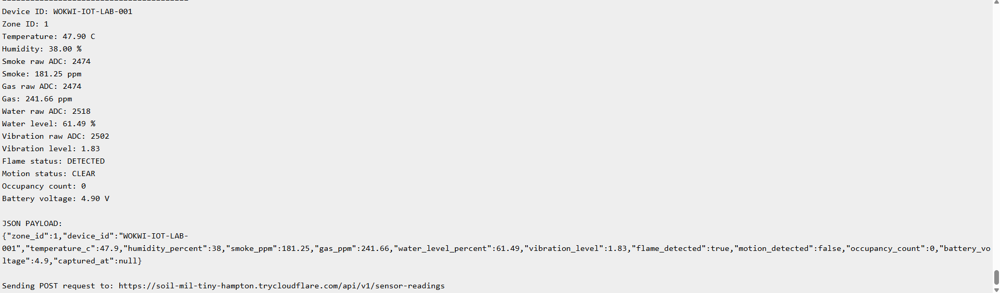 ----------------------------------------
Device ID: WOKWI-IOT-LAB-001
Zone ID: 1
Temperature: 47.90 C
Humidity: 38.00 %
Smoke raw ADC: 2474
Smoke: 181.25 ppm
Gas raw ADC: 2474
Gas: 241.66 ppm
Water raw ADC: 2518
Water level: 61.49 %
Vibration raw ADC: 2502
Vibration level: 1.83
Flame status: DETECTED
Motion status: CLEAR
Occupancy count: 0
Battery voltage: 4.90 V

JSON PAYLOAD:
{"zone_id":1,"device_id":"WOKWI-IOT-LAB-
001","temperature_c":47.9,"humidity_percent":38,"smoke_ppm":181.25,"gas_ppm":241.66,"water_level_percent":61.49,"vibration_level":1.83,"flame_detected":true,"motion_detected":false,"occupancy_count":0,"battery_vo
ltage":4.9,"captured_at":null}

Sending POST request to: https://soil-mil-tiny-hampton.trycloudflare.com/api/v1/sensor-readings